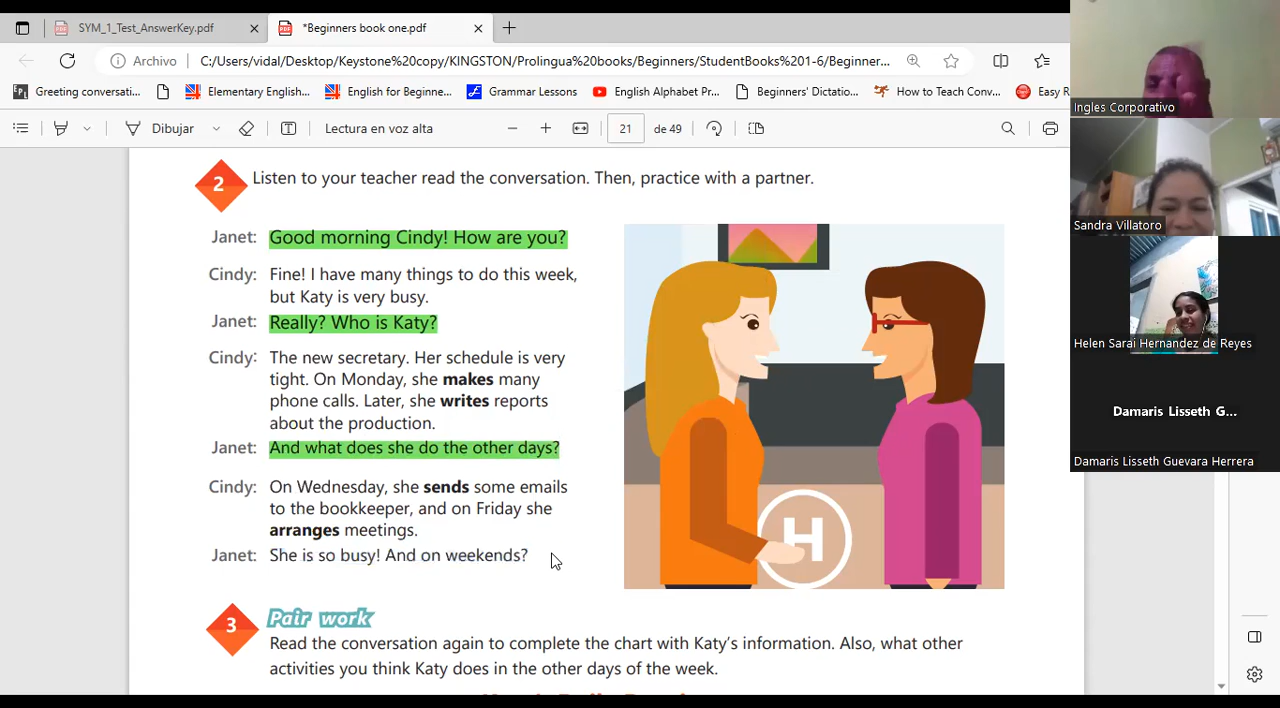 SYM_1_Test_AnswerKey.pdf
*Beginners book one.pdf
Archivo
C:/Users/vidal/Desktop/Keystone%20copy/KINGSTON/Prolingua%20books/Beginners/StudentBooks%201-6/Beginner...
Greeting conversati...
Elementary English...
English for Beginne...
Grammar Lessons
English Alphabet Pr...
Beginners' Dictatio...
How to Teach Conv...
Easy R
Dibujar
Lectura en voz alta
21
de 49
2
Listen to your teacher read the conversation. Then, practice with a partner.
Janet: Good morning Cindy! How are you?
Cindy: Fine! I have many things to do this week,
but Katy is very busy.
Janet: Really? Who is Katy?
Cindy: The new secretary. Her schedule is very
tight. On Monday, she makes many
phone calls. Later, she writes reports
about the production.
Janet: And what does she do the other days?
Cindy: On Wednesday, she sends some emails
to the bookkeeper, and on Friday she
arranges meetings.
Janet: She is so busy! And on weekends?
H
3
Pair work
Read the conversation again to complete the chart with Katy's information. Also, what other
activities you think Katy does in the other days of the week.
Ingles Corporativo
Sandra Villatoro
Helen Sarai Hernandez de Reyes
Damaris Lisseth G...
Damaris Lisseth Guevara Herrera